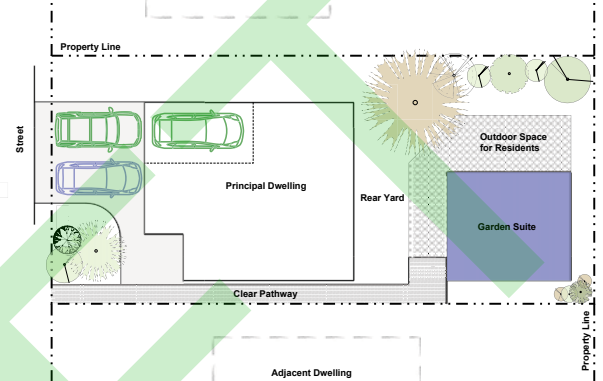 Property Line
Street
Outdoor Space
for Residents
Principal Dwelling
Rear Yard
Garden Suite
Clear Pathway
Property Line
Adjacent Dwelling